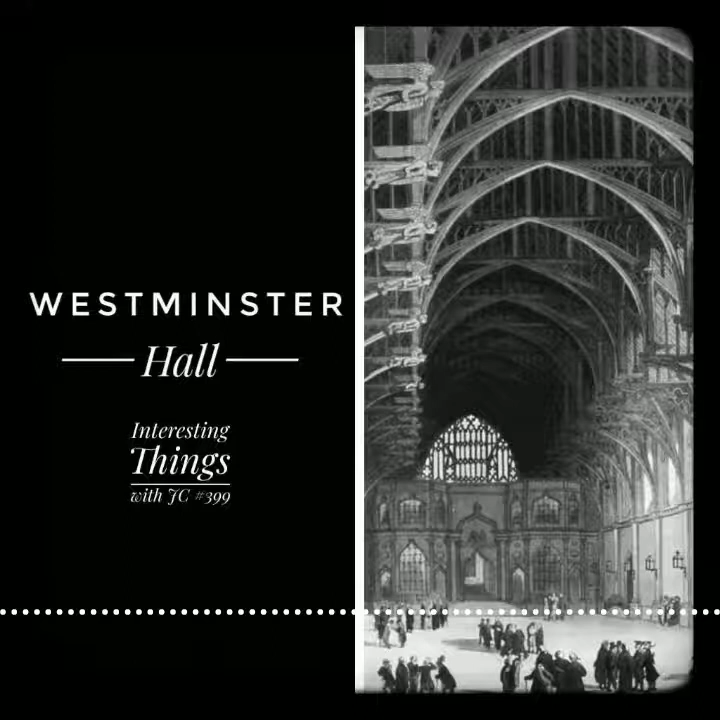 WESTMINSTER
Hall
Interesting
Things
with JC #399